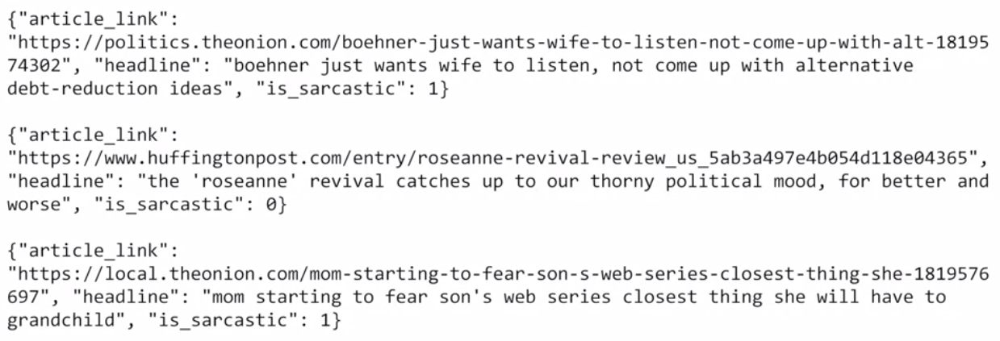 {"article_link":
"https://politics.theonion.com/boehner-just-wants-wife-to-listen-not-come-up-with-alt-18195
74302", "headline": "boehner just wants wife to listen, not come up with alternative
debt-reduction ideas", "is_sarcastic": 1}
{"article_link":
"https://www.huffingtonpost.com/entry/roseanne-revival-review_us_5ab3a497e4b054d118e04365",
"headline": "the 'roseanne' revival catches up to our thorny political mood, for better and
worse", "is_sarcastic": 0}
{"article_link":
"https://local.theonion.com/mom-starting-to-fear-son-s-web-series-closest-thing-she-1819576
697", "headline": "mom starting to fear son's web series closest thing she will have to
grandchild", "is_sarcastic": 1}